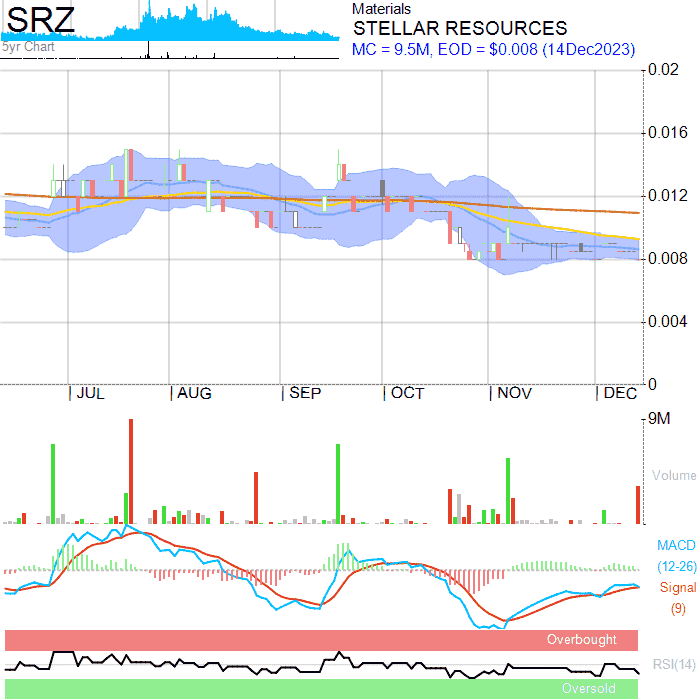 SRZ
5yr Chart
Materials
STELLAR RESOURCES
MC = 9.5M, EOD = $0.008 (14Dec2023)
0.02
0.016
0.012
0.008
0.004
0
JUL AUG SEP OCT NOV DEC
9M
Volume
MACD
(12-26)
Signal
(9)
Overbought
RSI(14)
Oversold